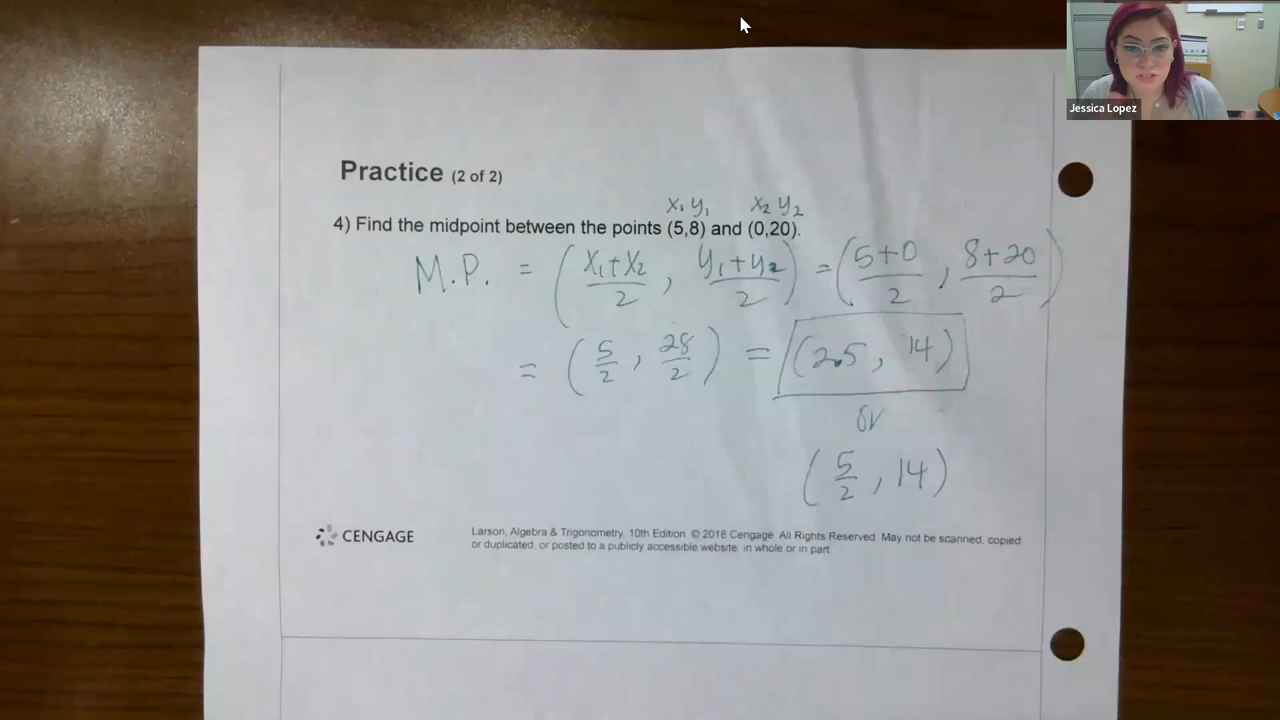 Jessica Lopez
Practice (2 of 2)
x₁ y₁ x₂ y₂
4) Find the midpoint between the points (5,8) and (0,20).
M.P. = (x₁+x₂/2, y₁+y₂/2) = (5+0/2, 8+20/2)
= (5/2, 28/2) = (2.5, 14)
or
(5/2, 14)
CENGAGE
Larson, Algebra & Trigonometry, 10th Edition. © 2018 Cengage. All Rights Reserved. May not be scanned, copied
or duplicated, or posted to a publicly accessible website, in whole or in part